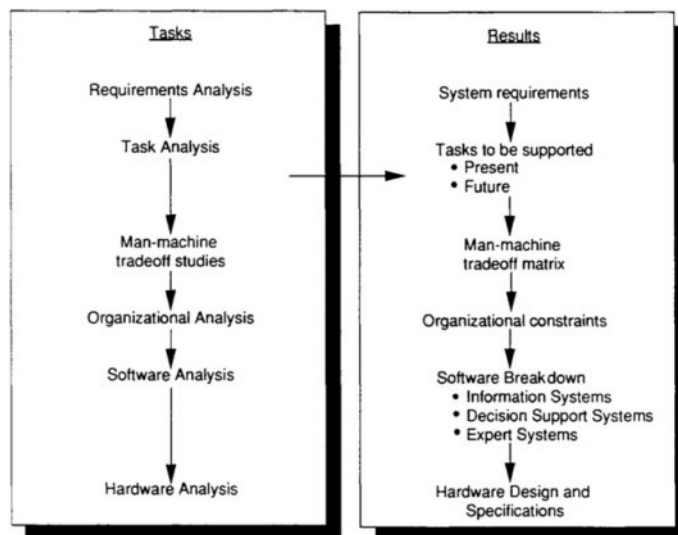 Tasks
Requirements Analysis
Task Analysis
Man-machine
tradeoff studies
Organizational Analysis
Software Analysis
Hardware Analysis
Results
System requirements
Tasks to be supported
• Present
• Future
Man-machine
tradeoff matrix
Organizational constraints
Software Breakdown
• Information Systems
• Decision Support Systems
• Expert Systems
Hardware Design and
Specifications